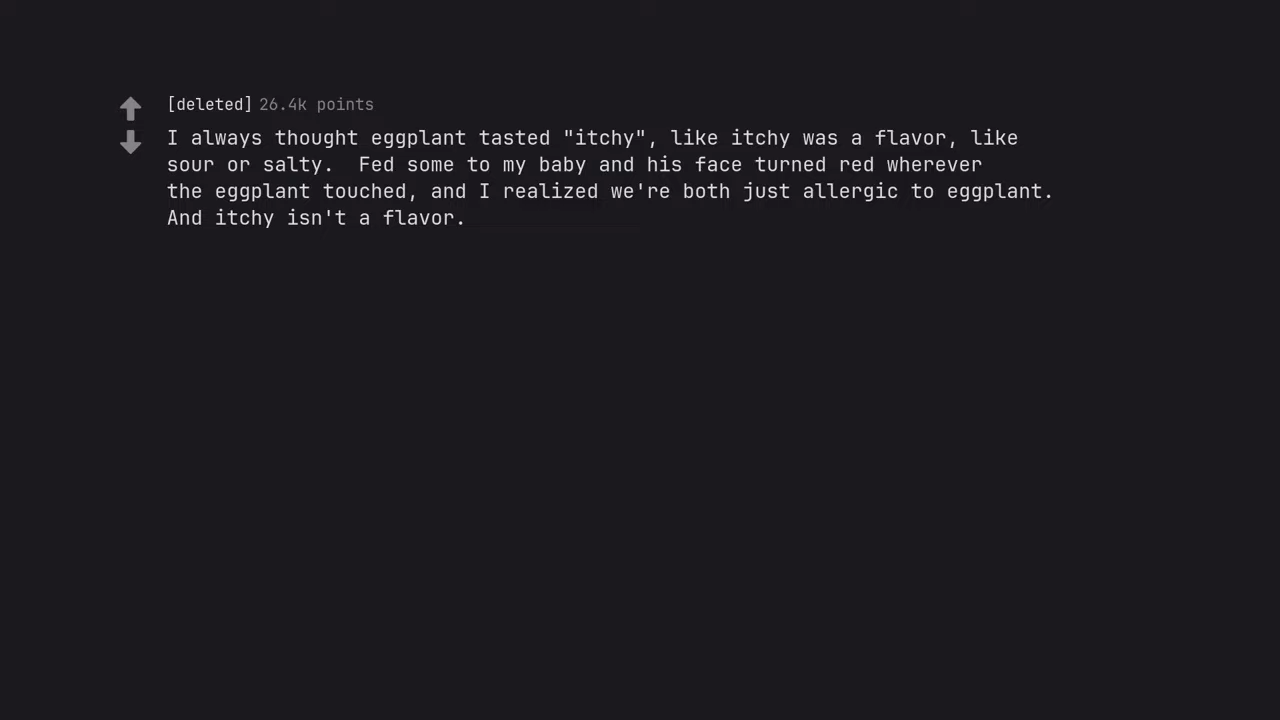 [deleted] 26.4k points
I always thought eggplant tasted "itchy", like itchy was a flavor, like
sour or salty.  Fed some to my baby and his face turned red wherever
the eggplant touched, and I realized we're both just allergic to eggplant.
And itchy isn't a flavor.